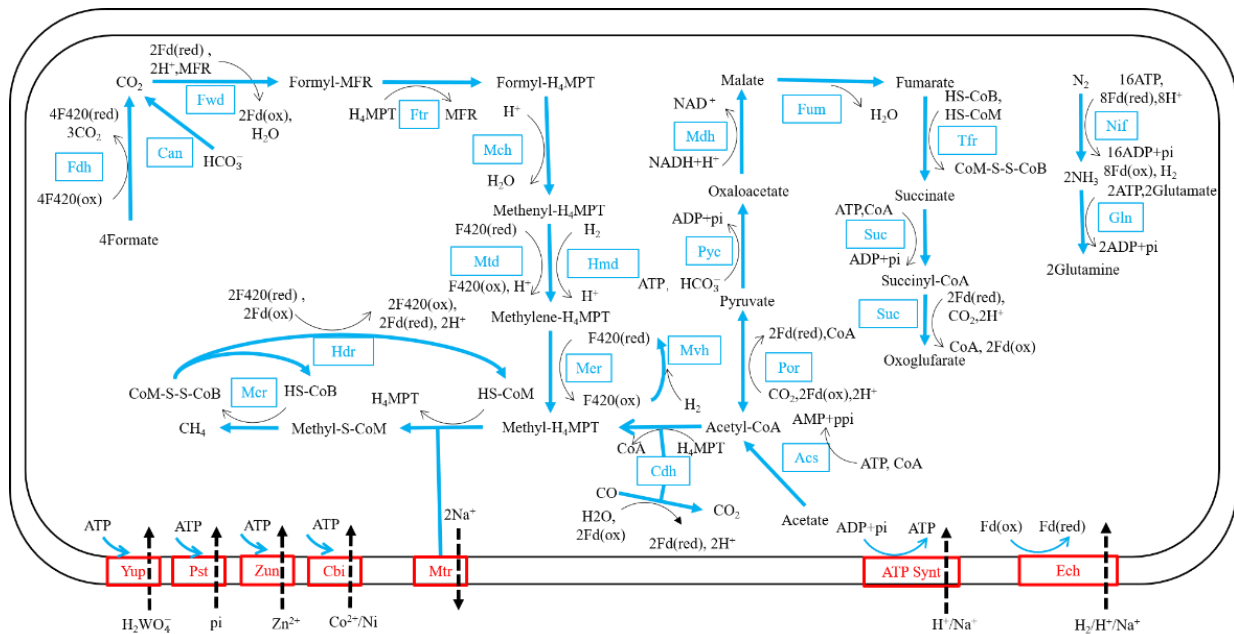 2Fd(red) ,
2H⁺,MFR
CO₂
Fwd
2Fd(ox),
H₂O
Formyl-MFR
H₄MPT
Ftr
MFR
Formyl-H₄MPT
4F420(red)
3CO₂
Fdh
4F420(ox)
4Formate
Can
HCO₃⁻
H⁺
Mch
H₂O
Methenyl-H₄MPT
F420(red)
Mtd
F420(ox), H⁺
H₂
Hmd
H⁺
Methylene-H₄MPT
F420(red)
Mer
F420(ox)
Mvh
H₂
Methyl-H₄MPT
2F420(red) ,
2Fd(ox)
2F420(ox),
2Fd(red), 2H⁺
Hdr
CoM-S-S-CoB
Mcr
HS-CoB
H₄MPT
HS-CoM
CH₄
Methyl-S-CoM
Malate
NAD⁺
Mdh
NADH+H⁺
Oxaloacetate
ADP+pi
Pyc
ATP,
HCO₃⁻
Pyruvate
2Fd(red),CoA
Por
CO₂,2Fd(ox),2H⁺
Acetyl-CoA
CoA
H₄MPT
Cdh
CO
H2O,
2Fd(ox)
CO₂
2Fd(red), 2H⁺
AMP+ppi
Acs
ATP, CoA
Acetate
Fum
H₂O
Fumarate
HS-CoB,
HS-CoM
Tfr
CoM-S-S-CoB
Succinate
ATP,CoA
Suc
ADP+pi
Succinyl-CoA
Suc
2Fd(red),
CO₂,2H⁺
CoA, 2Fd(ox)
Oxoglufarate
N₂
16ATP,
8Fd(red),8H⁺
Nif
16ADP+pi
8Fd(ox), H₂
2NH₃
2ATP,2Glutamate
Gln
2ADP+pi
2Glutamine
ATP
ATP
ATP
ATP
2Na⁺
ADP+pi
ATP
Fd(ox)
Fd(red)
Yup
Pst
Zun
Cbi
Mtr
ATP Synt
Ech
H₂WO₄⁻
pi
Zn²⁺
Co²⁺/Ni
H⁺/Na⁺
H₂/H⁺/Na⁺